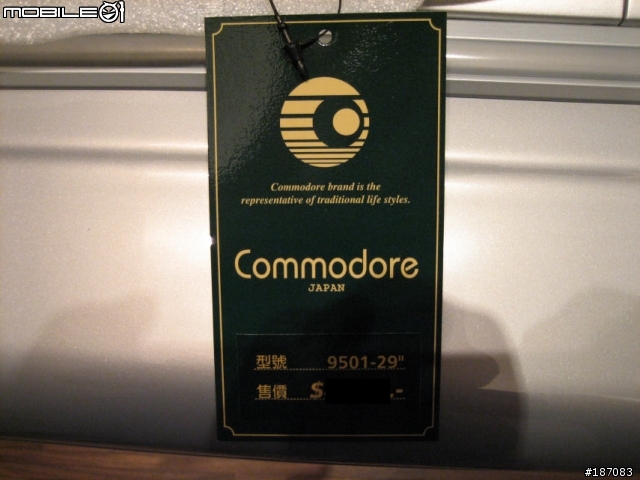 MOBILE01
Commodore brand is the
representative of traditional life styles.
Commodore
JAPAN
型號 9501-29"
售價 $ .-
#187083